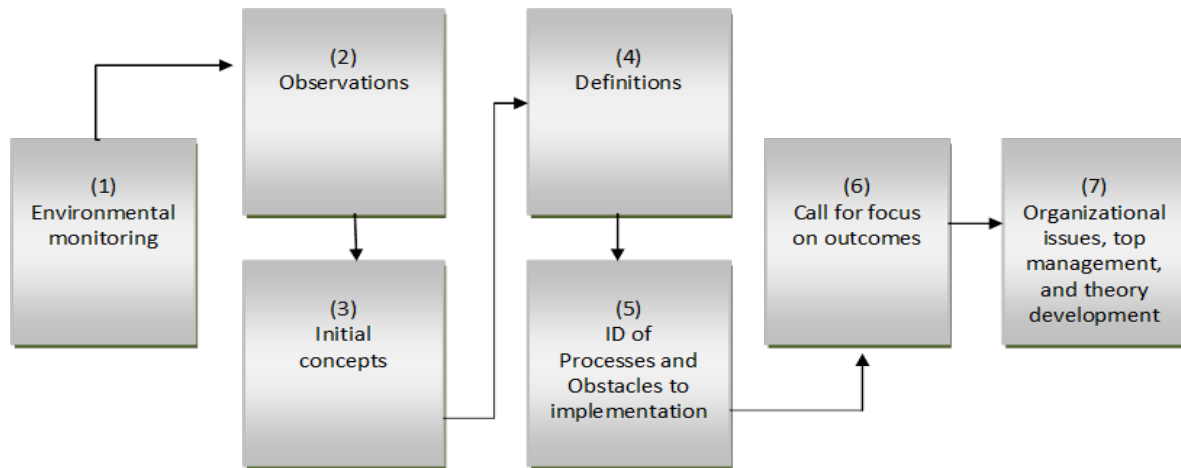 (1)
Environmental
monitoring
(2)
Observations
(3)
Initial
concepts
(4)
Definitions
(5)
ID of
Processes and
Obstacles to
implementation
(6)
Call for focus
on outcomes
(7)
Organizational
issues, top
management,
and theory
development